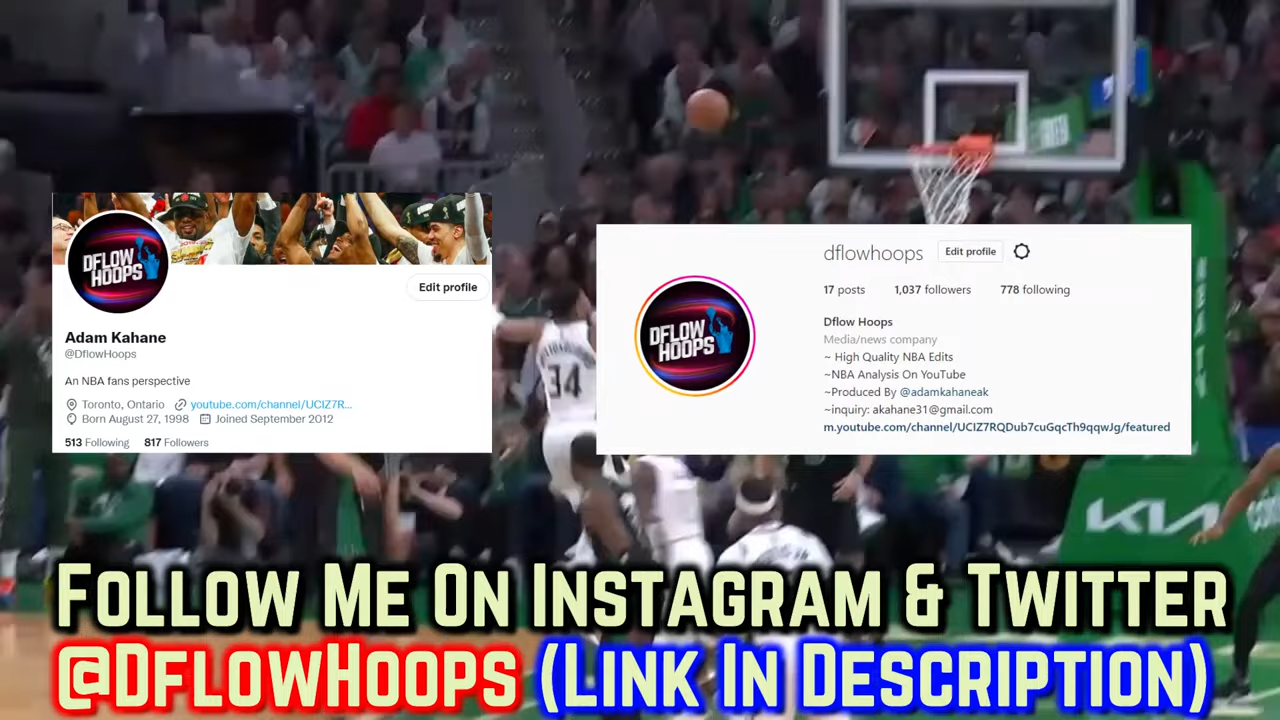 DFLOW
HOOPS
Edit profile
Adam Kahane
@DflowHoops
An NBA fans perspective
Toronto, Ontario youtube.com/channel/UCIZ7R...
Born August 27, 1998 Joined September 2012
513 Following 817 Followers
dflowhoops Edit profile
17 posts 1,037 followers 778 following
DFLOW
HOOPS
Dflow Hoops
Media/news company
~ High Quality NBA Edits
~NBA Analysis On YouTube
~Produced By @adamkahaneak
~inquiry: akahane31@gmail.com
m.youtube.com/channel/UCIZ7RQDub7cuGqcTh9qqwJg/featured
34
KIA
Follow Me On Instagram & Twitter
@DflowHoops (Link In Description)